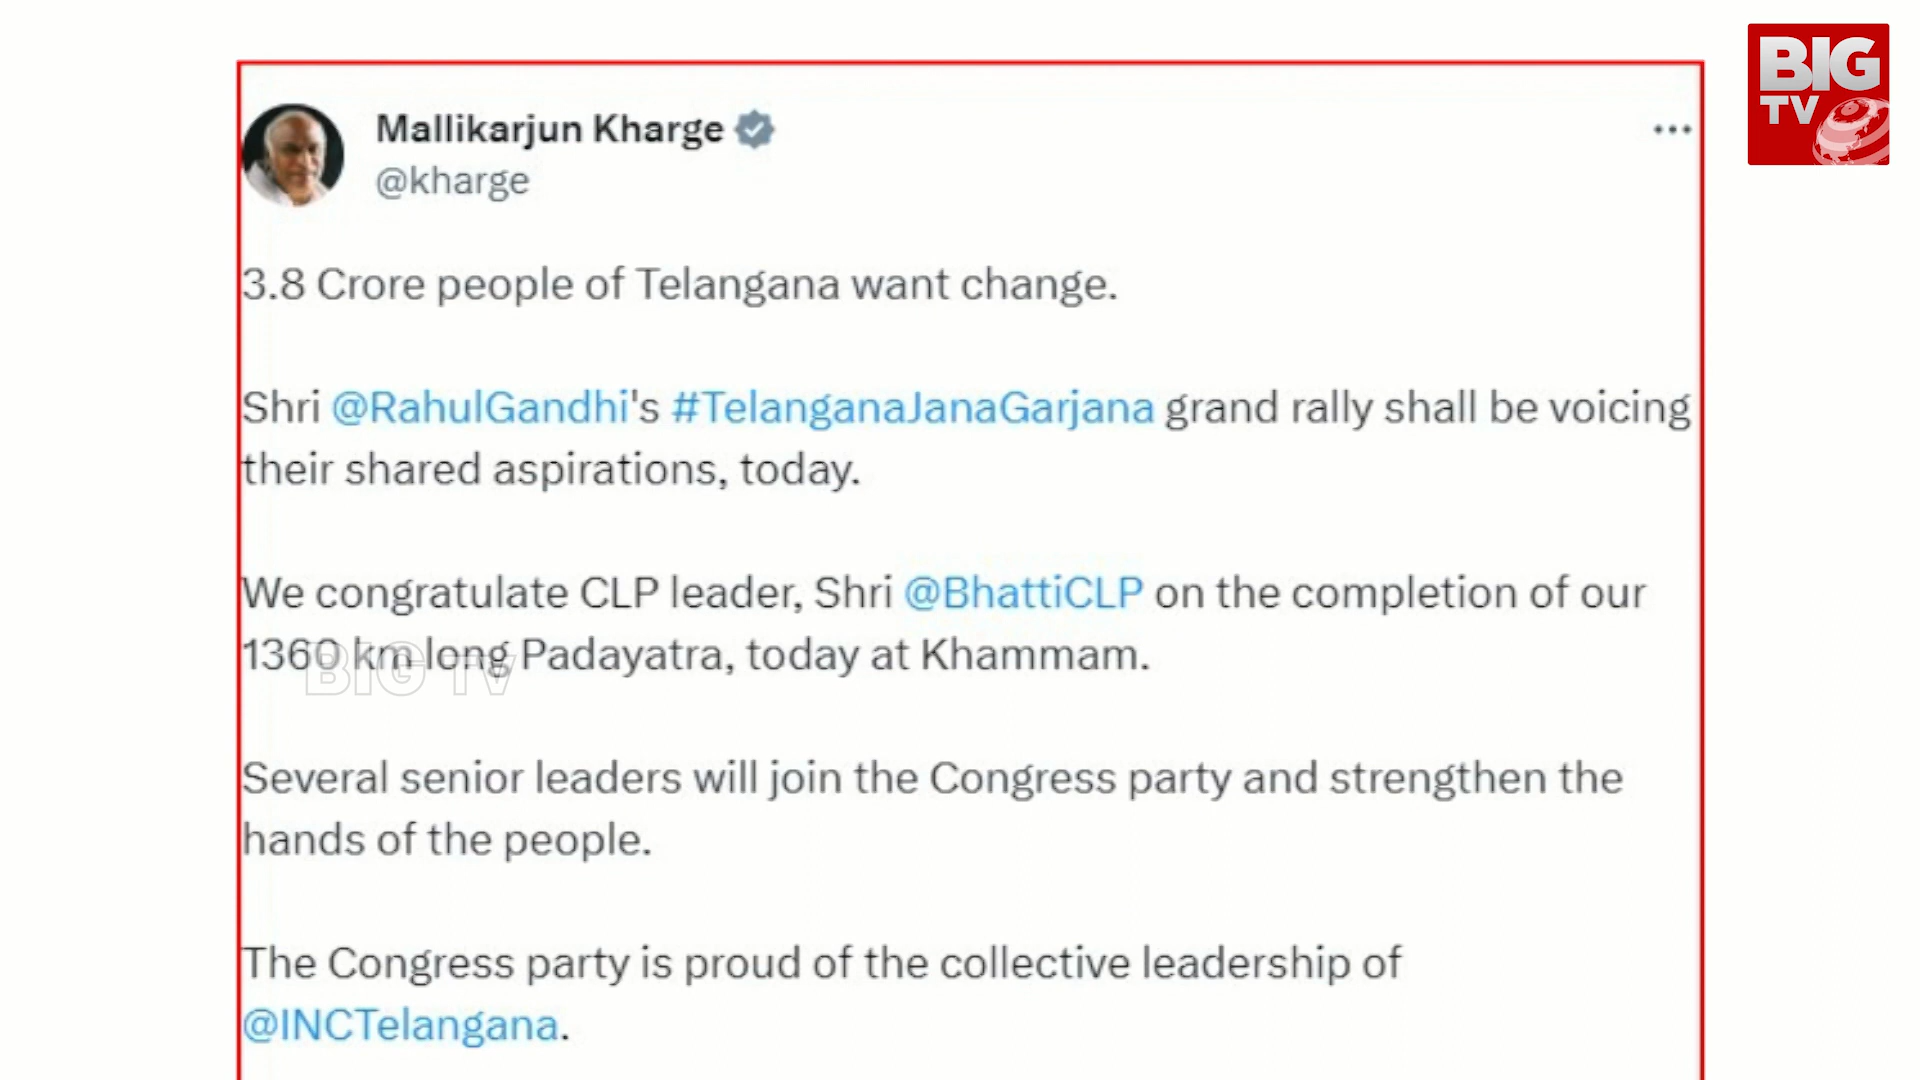 BIG
TV
Mallikarjun Kharge
@kharge
3.8 Crore people of Telangana want change.
Shri @RahulGandhi's #TelanganaJanaGarjana grand rally shall be voicing
their shared aspirations, today.
We congratulate CLP leader, Shri @BhattiCLP on the completion of our
1360 km long Padayatra, today at Khammam.
BIG TV
Several senior leaders will join the Congress party and strengthen the
hands of the people.
The Congress party is proud of the collective leadership of
@INCTelangana.